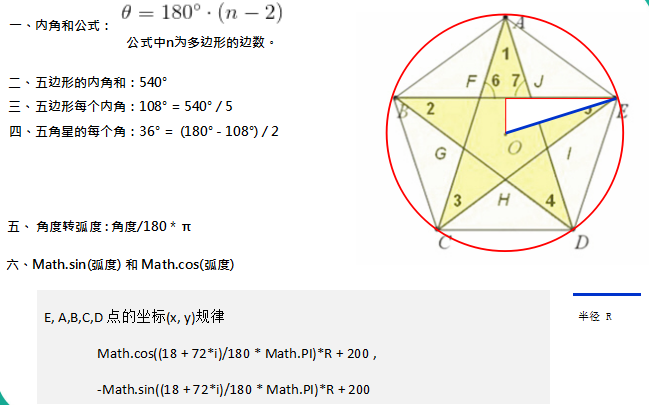 一、内角和公式： θ = 180° · (n − 2)
公式中n为多边形的边数。
二、五边形的内角和：540°
三、五边形每个内角：108° = 540° / 5
四、五角星的每个角：36° = (180° - 108°) / 2
五、 角度转弧度：角度/180 * π
六、Math.sin(弧度) 和 Math.cos(弧度)
E, A,B,C,D 点的坐标(x, y)规律
Math.cos((18 + 72*i)/180 * Math.PI)*R + 200 ,
-Math.sin((18 + 72*i)/180 * Math.PI)*R + 200
A
1
F 6 7 J
B 2 5 E
O
G I
3 H 4
C D
半径 R